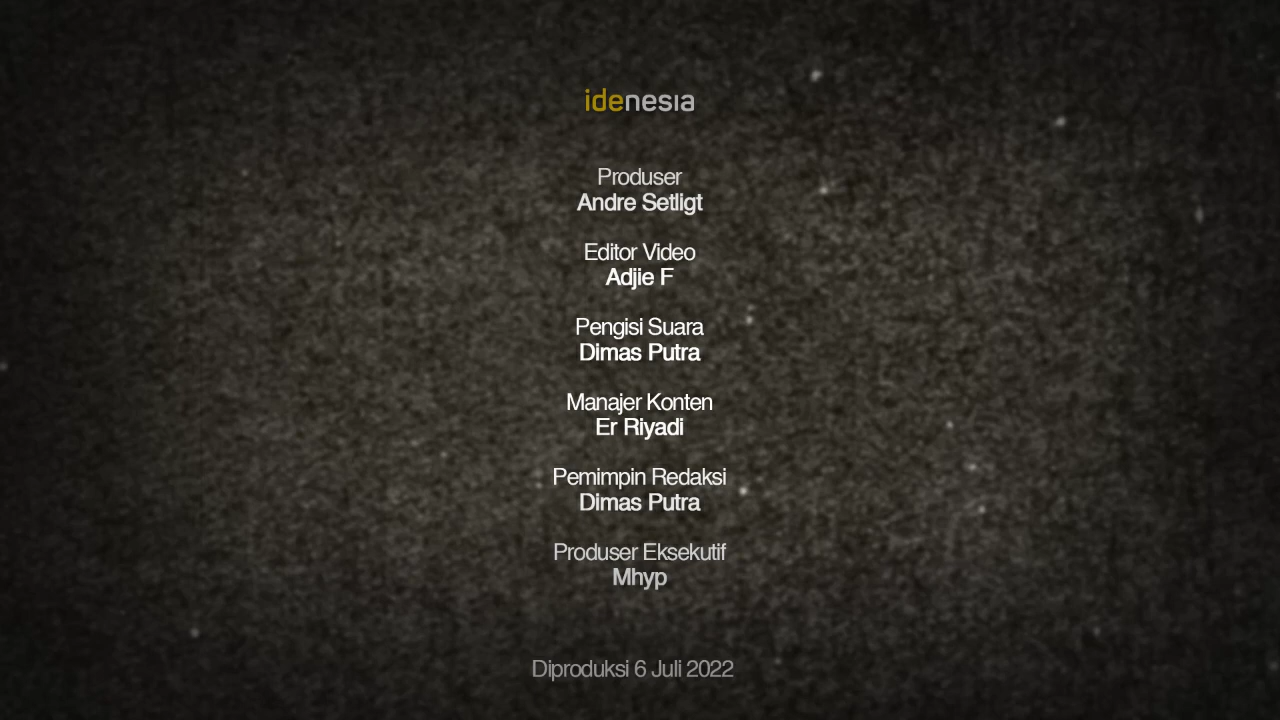 idenesia
Produser
Andre Setligt
Editor Video
Adjie F
Pengisi Suara
Dimas Putra
Manajer Konten
Er Riyadi
Pemimpin Redaksi
Dimas Putra
Produser Eksekutif
Mhyp
Diproduksi 6 Juli 2022